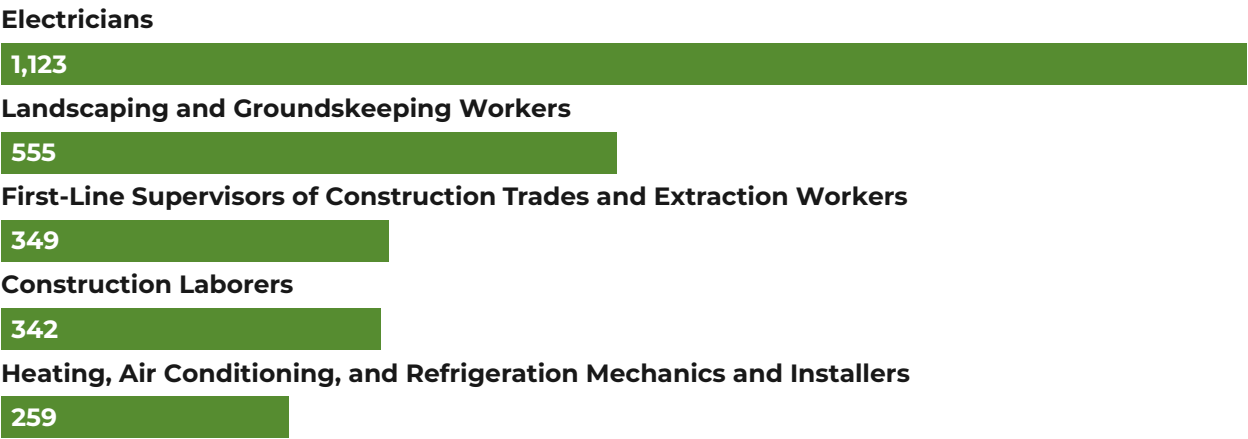 Electricians
1,123
Landscaping and Groundskeeping Workers
555
First-Line Supervisors of Construction Trades and Extraction Workers
349
Construction Laborers
342
Heating, Air Conditioning, and Refrigeration Mechanics and Installers
259